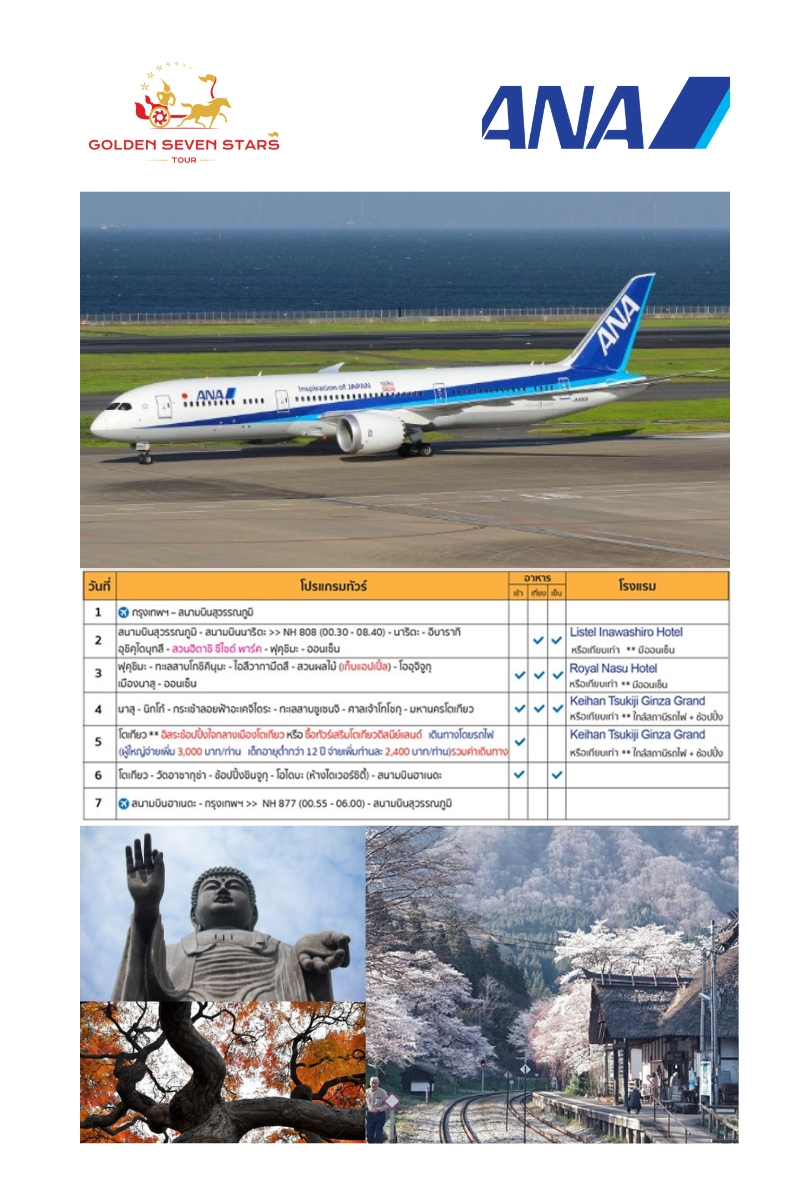 GOLDEN SEVEN STARS
TOUR
ANA
ANA
ANA
Inspiration of JAPAN
วันที่ โปรแกรมทัวร์ อาหาร โรงแรม
เช้า เที่ยง เย็น
1 กรุงเทพฯ – สนามบินสุวรรณภูมิ
2 สนามบินสุวรรณภูมิ - สนามบินนาริตะ >> NH 808 (00.30 - 08.40) - นาริตะ - อิบารากิ Listel Inawashiro Hotel
อุชิคุไดบุทสึ - สวนฮิตาชิ ซีไซด์ พาร์ค - ฟุคุชิมะ - ออนเซ็น หรือเทียบเท่า ** มีออนเซ็น
3 ฟุคุชิมะ - ทะเลสาบโกชิคินุมะ - ไอสึวากามัตสึ - สวนผลไม้ (เก็บแอปเปิ้ล) - โออุจิจูกุ Royal Nasu Hotel
เมืองนาสุ - ออนเซ็น หรือเทียบเท่า ** มีออนเซ็น
4 นาสุ - นิกโก้ - กระเช้าลอยฟ้าอะเคจิไดระ - ทะเลสาบชูเซนจิ - ศาลเจ้าโทโชกุ - มหานครโตเกียว Keihan Tsukiji Ginza Grand
หรือเทียบเท่า ** ใกล้สถานีรถไฟ + ช้อปปิ้ง
5 โตเกียว ** อิสระช้อปปิ้งใจกลางเมืองโตเกียว หรือ ซื้อทัวร์เสริมโตเกียวดิสนีย์แลนด์ เดินทางโดยรถไฟ Keihan Tsukiji Ginza Grand
(ผู้ใหญ่จ่ายเพิ่ม 3,000 บาท/ท่าน เด็กอายุต่ำกว่า 12 ปี จ่ายเพิ่มท่านละ 2,400 บาท/ท่าน)รวมค่าเดินทาง หรือเทียบเท่า ** ใกล้สถานีรถไฟ + ช้อปปิ้ง
6 โตเกียว - วัดอาซากุซ่า - ช้อปปิ้งชินจูกุ - โอไดบะ (ห้างไดเวอร์ซิตี้) - สนามบินฮาเนดะ
7 สนามบินฮาเนดะ - กรุงเทพฯ >> NH 877 (00.55 - 06.00) - สนามบินสุวรรณภูมิ